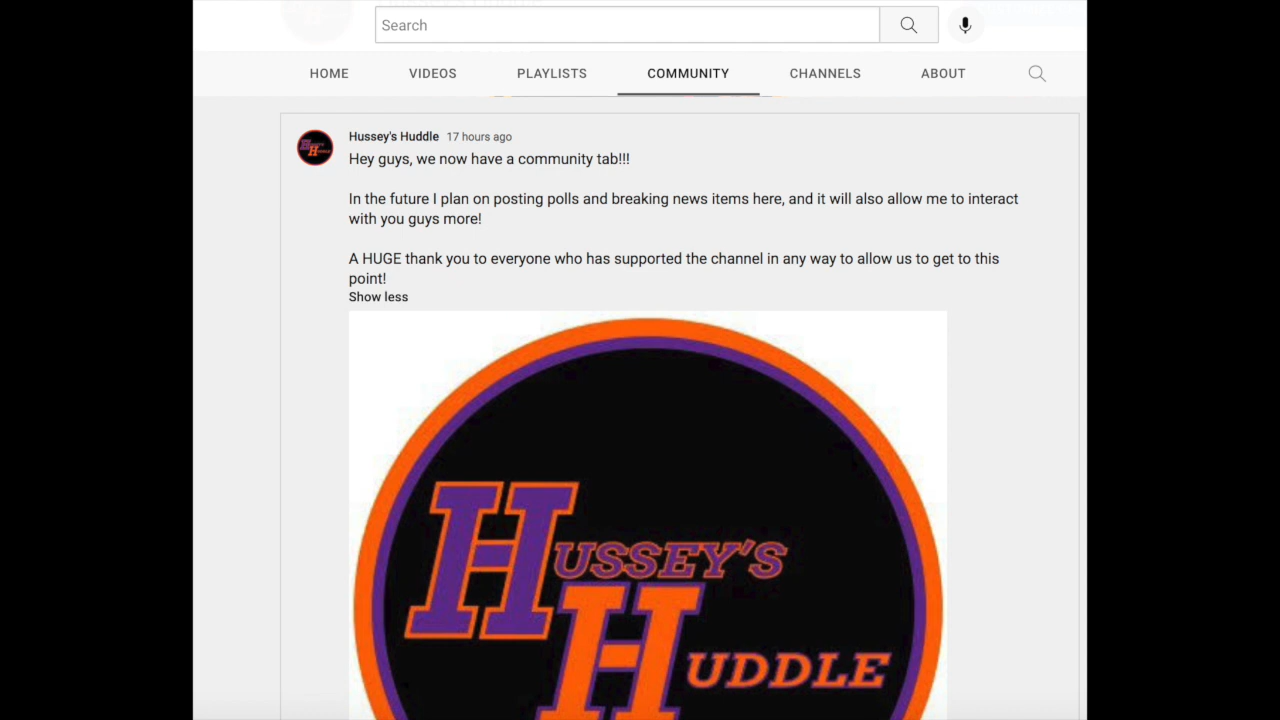 Search
HOME VIDEOS PLAYLISTS COMMUNITY CHANNELS ABOUT
Hussey's Huddle 17 hours ago
Hey guys, we now have a community tab!!!
In the future I plan on posting polls and breaking news items here, and it will also allow me to interact
with you guys more!
A HUGE thank you to everyone who has supported the channel in any way to allow us to get to this
point!
Show less
HUSSEY'S
HUDDLE